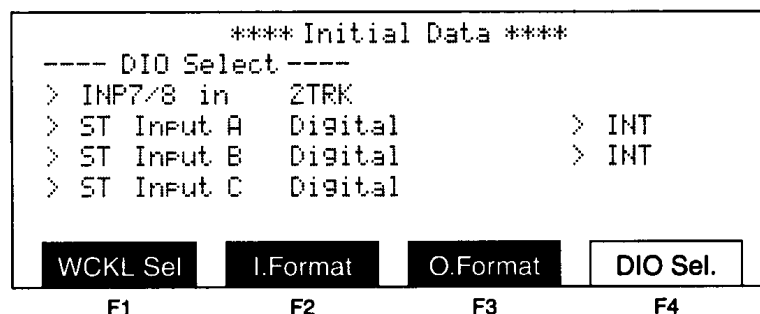 **** Initial Data ****
---- DIO Select ----
> INP7/8 in 2TRK
> ST Input A Digital > INT
> ST Input B Digital > INT
> ST Input C Digital
WCKL Sel I.Format O.Format DIO Sel.
F1 F2 F3 F4